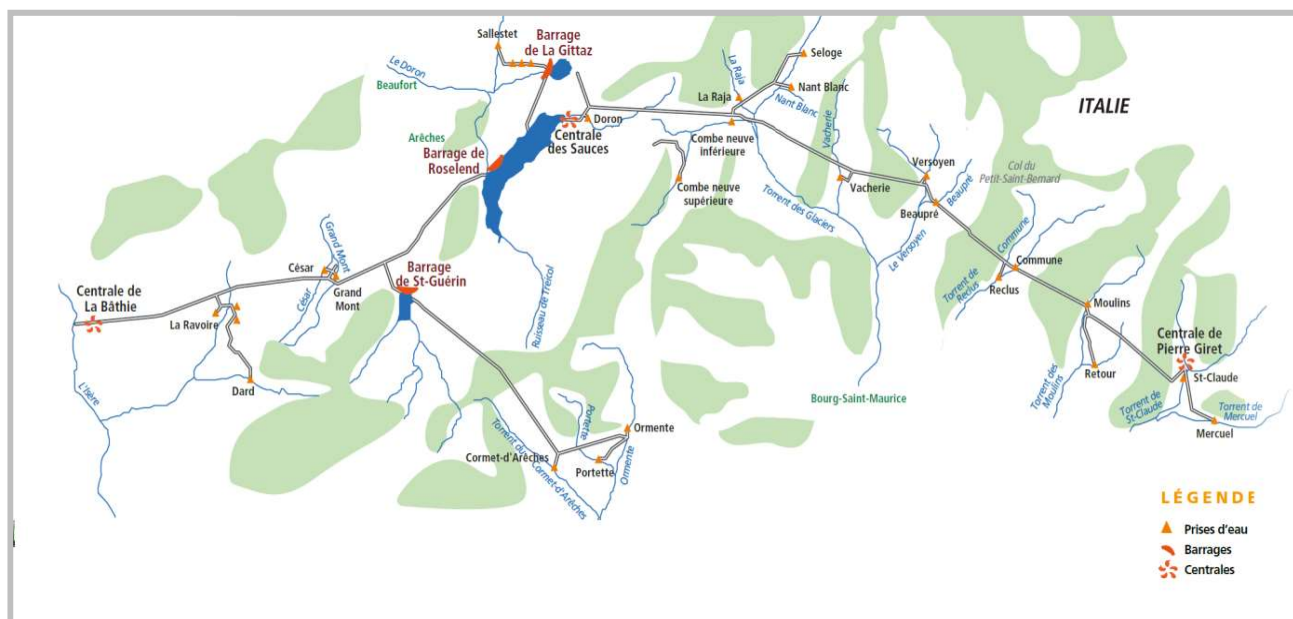 Sallestet
Barrage
de La Gittaz
Le Doron
Beaufort
Seloge
La Raja
La Raja
Nant Blanc
Nant Blanc
ITALIE
Doron
Centrale
des Sauces
Arêches
Barrage de
Roselend
Combe neuve
inférieure
Combe neuve
supérieure
Vacherie
Vacherie
Versoyen
Col du
Petit-Saint-Bernard
Beaupré
Beaupré
Torrent des Glaciers
Le Versoyen
Commune
Commune
Torrent de
Reclus
Reclus
Grand Mont
César
César
Grand
Mont
Barrage
de St-Guérin
Ruisseau de Treicol
Centrale de
La Bâthie
La Ravoire
Dard
L'Isère
Moulins
Centrale de
Pierre Giret
St-Claude
Retour
Torrent des
Moulins
Torrent de
St-Claude
Torrent de
Mercuel
Mercuel
Bourg-Saint-Maurice
Portette
Ormente
Ormente
Cormet-d'Arêches
Portette
Torrent du Cormet-d'Arêches
LÉGENDE
Prises d'eau
Barrages
Centrales